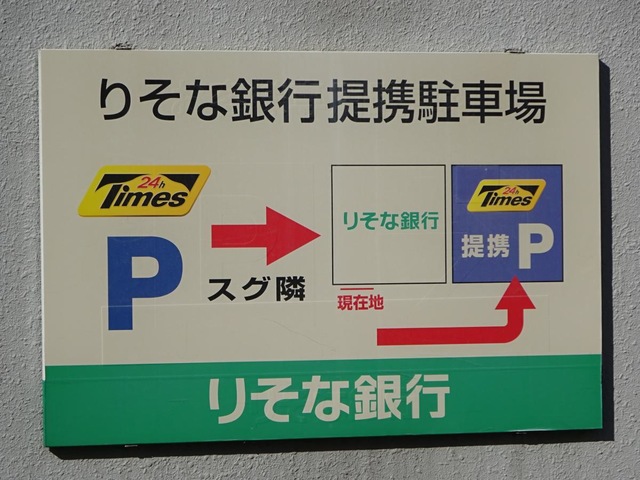 りそな銀行提携駐車場
24h
Times
P
スグ隣
りそな銀行
24h
Times
提携 P
現在地
りそな銀行